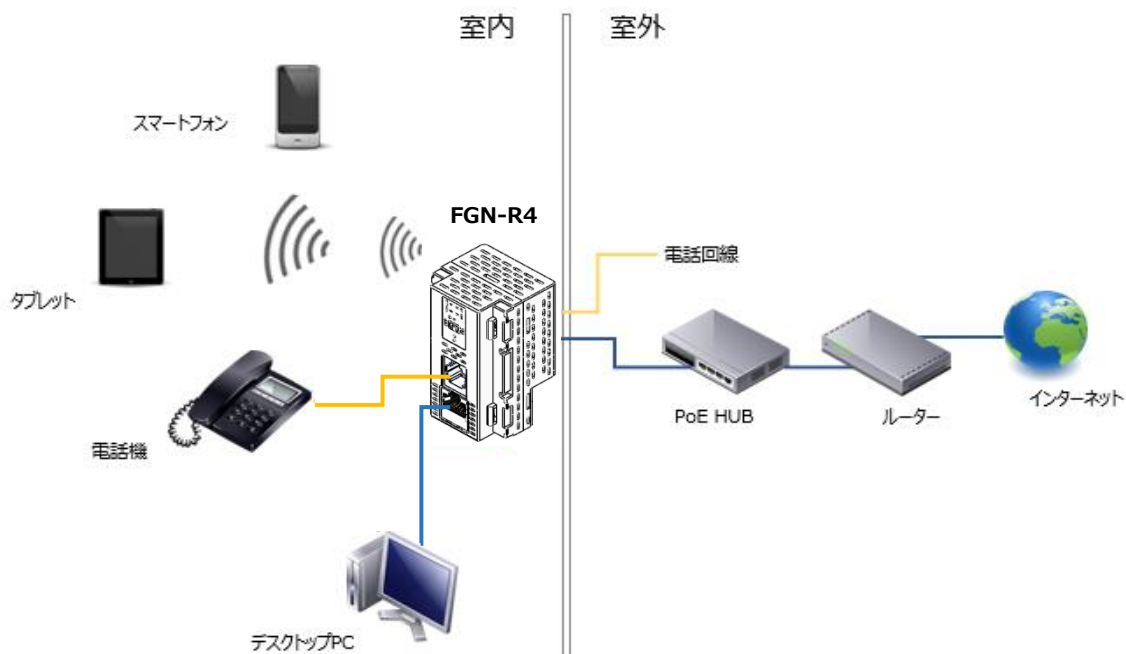 室内
室外
スマートフォン
FGN-R4
タブレット
電話回線
電話機
PoE HUB
ルーター
インターネット
デスクトップPC